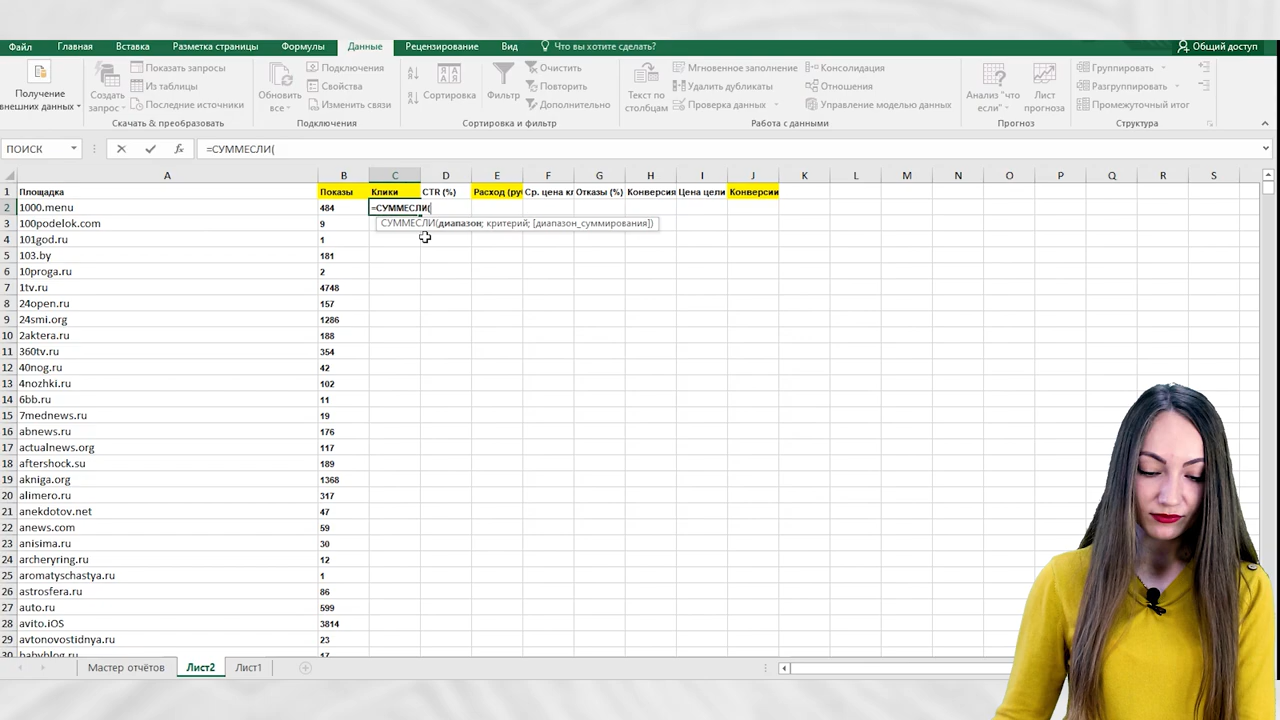 Файл Главная Вставка Разметка страницы Формулы Данные Рецензирование Вид Что вы хотите сделать? Общий доступ
Получение внешних данных
Создать запрос
Показать запросы
Из таблицы
Последние источники
Скачать & преобразовать
Обновить все
Подключения
Свойства
Изменить связи
Подключения
Сортировка
Фильтр
Очистить
Повторить
Дополнительно
Сортировка и фильтр
Текст по столбцам
Мгновенное заполнение
Удалить дубликаты
Проверка данных
Консолидация
Отношения
Управление моделью данных
Работа с данными
Анализ "что если"
Лист прогноза
Прогноз
Группировать
Разгруппировать
Промежуточный итог
Структура
ПОИСК fx =СУММЕСЛИ(
A B C D E F G H I J K L M N O P Q R S
1 Площадка Показы Клики CTR (%) Расход (ру Ср. цена кл Отказы (%) Конверсия Цена цели Конверсии
2 1000.menu 484 =СУММЕСЛИ(
СУММЕСЛИ(диапазон; критерий; [диапазон_суммирования])
3 100podelok.com 9
4 101god.ru 1
5 103.by 181
6 10proga.ru 2
7 1tv.ru 4748
8 24open.ru 157
9 24smi.org 1286
10 2aktera.ru 188
11 360tv.ru 354
12 40nog.ru 42
13 4nozhki.ru 102
14 6bb.ru 11
15 7mednews.ru 19
16 abnews.ru 176
17 actualnews.org 117
18 aftershock.su 189
19 akniga.org 1368
20 alimero.ru 317
21 anekdotov.net 47
22 anews.com 59
23 anisima.ru 30
24 archeryring.ru 12
25 aromatyschastya.ru 1
26 astrosfera.ru 86
27 auto.ru 599
28 avito.iOS 3814
29 avtonovostidnya.ru 23
30 babyblog.ru 17
Мастер отчётов Лист2 Лист1